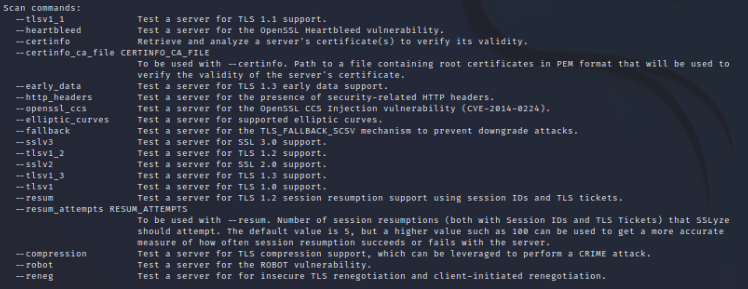 Scan commands:
--tlsv1_1 Test a server for TLS 1.1 support.
--heartbleed Test a server for the OpenSSL Heartbleed vulnerability.
--certinfo Retrieve and analyze a server's certificate(s) to verify its validity.
--certinfo_ca_file CERTINFO_CA_FILE
To be used with --certinfo. Path to a file containing root certificates in PEM format that will be used to
verify the validity of the server's certificate.
--early_data Test a server for TLS 1.3 early data support.
--http_headers Test a server for the presence of security-related HTTP headers.
--openssl_ccs Test a server for the OpenSSL CCS Injection vulnerability (CVE-2014-0224).
--elliptic_curves Test a server for supported elliptic curves.
--fallback Test a server for the TLS_FALLBACK_SCSV mechanism to prevent downgrade attacks.
--sslv3 Test a server for SSL 3.0 support.
--tlsv1_2 Test a server for TLS 1.2 support.
--sslv2 Test a server for SSL 2.0 support.
--tlsv1_3 Test a server for TLS 1.3 support.
--tlsv1 Test a server for TLS 1.0 support.
--resum Test a server for TLS 1.2 session resumption support using session IDs and TLS tickets.
--resum_attempts RESUM_ATTEMPTS
To be used with --resum. Number of session resumptions (both with Session IDs and TLS Tickets) that SSLyze
should attempt. The default value is 5, but a higher value such as 100 can be used to get a more accurate
measure of how often session resumption succeeds or fails with the server.
--compression Test a server for TLS compression support, which can be leveraged to perform a CRIME attack.
--robot Test a server for the ROBOT vulnerability.
--reneg Test a server for for insecure TLS renegotiation and client-initiated renegotiation.